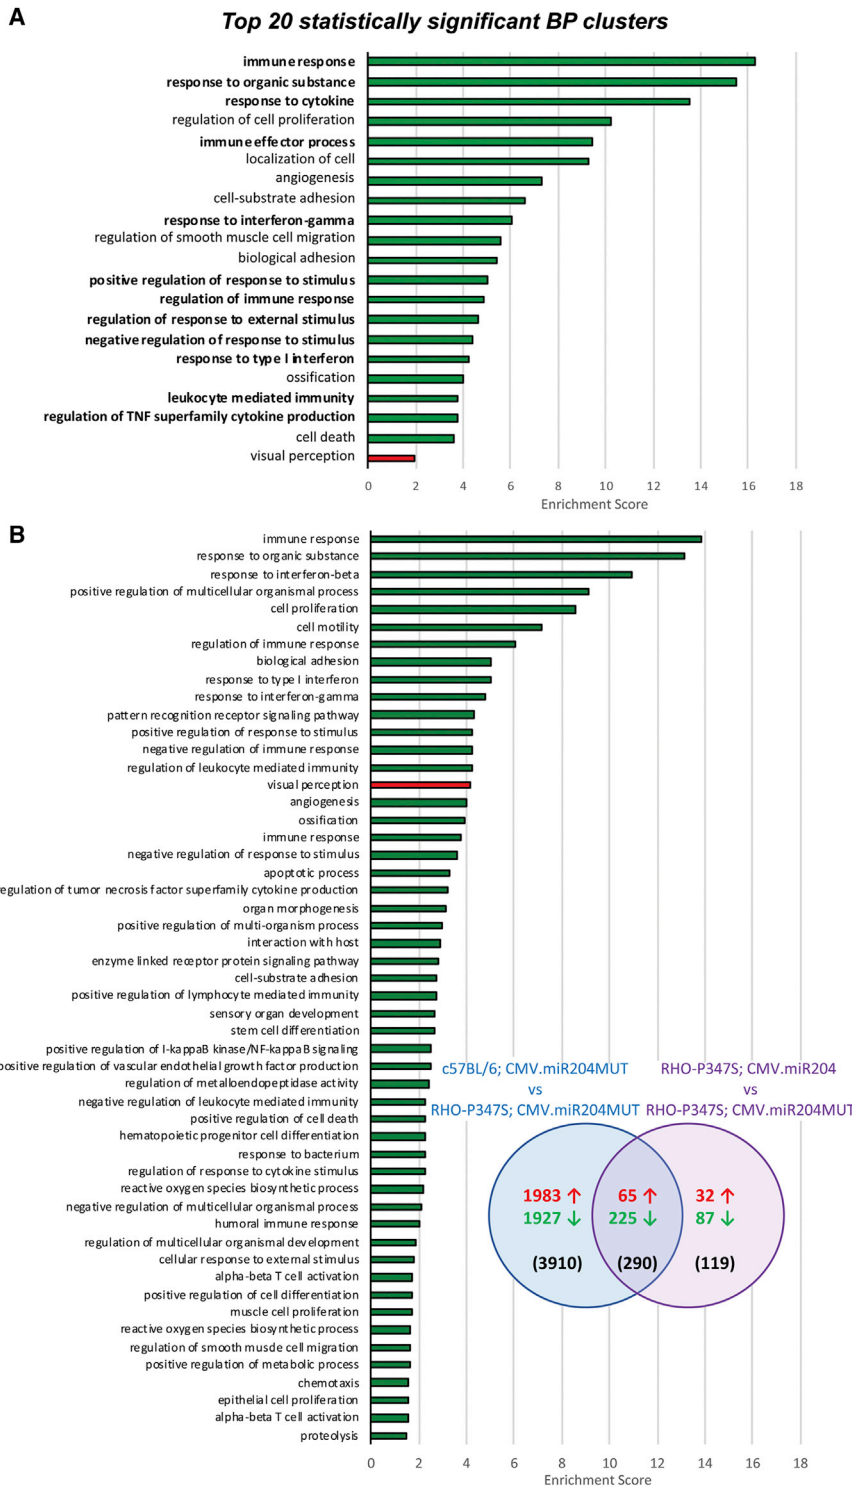 A
Top 20 statistically significant BP clusters
immune response
response to organic substance
response to cytokine
regulation of cell proliferation
immune effector process
localization of cell
angiogenesis
cell-substrate adhesion
response to interferon-gamma
regulation of smooth muscle cell migration
biological adhesion
positive regulation of response to stimulus
regulation of immune response
regulation of response to external stimulus
negative regulation of response to stimulus
response to type I interferon
ossification
leukocyte mediated immunity
regulation of TNF superfamily cytokine production
cell death
visual perception
0 2 4 6 8 10 12 14 16 18
Enrichment Score
B
immune response
response to organic substance
response to interferon-beta
positive regulation of multicellular organismal process
cell proliferation
cell motility
regulation of immune response
biological adhesion
response to type I interferon
response to interferon-gamma
pattern recognition receptor signaling pathway
positive regulation of response to stimulus
negative regulation of immune response
regulation of leukocyte mediated immunity
visual perception
angiogenesis
ossification
immune response
negative regulation of response to stimulus
apoptotic process
regulation of tumor necrosis factor superfamily cytokine production
organ morphogenesis
positive regulation of multi-organism process
interaction with host
enzyme linked receptor protein signaling pathway
cell-substrate adhesion
positive regulation of lymphocyte mediated immunity
sensory organ development
stem cell differentiation
positive regulation of I-kappaB kinase/NF-kappaB signaling
positive regulation of vascular endothelial growth factor production
regulation of metalloendopeptidase activity
negative regulation of leukocyte mediated immunity
positive regulation of cell death
hematopoietic progenitor cell differentiation
response to bacterium
regulation of response to cytokine stimulus
reactive oxygen species biosynthetic process
negative regulation of multicellular organismal process
humoral immune response
regulation of multicellular organismal development
cellular response to external stimulus
alpha-beta T cell activation
positive regulation of cell differentiation
muscle cell proliferation
reactive oxygen species biosynthetic process
regulation of smooth musde cell migration
positive regulation of metabolic process
chemotaxis
epithelial cell proliferation
alpha-beta T cell activation
proteolysis
c57BL/6; CMV.miR204MUT
vs
RHO-P347S; CMV.miR204MUT
RHO-P347S; CMV.miR204
vs
RHO-P347S; CMV.miR204MUT
1983 ↑ 65 ↑ 32 ↑
1927 ↓ 225 ↓ 87 ↓
(3910) (290) (119)
0 2 4 6 8 10 12 14 16 18
Enrichment Score